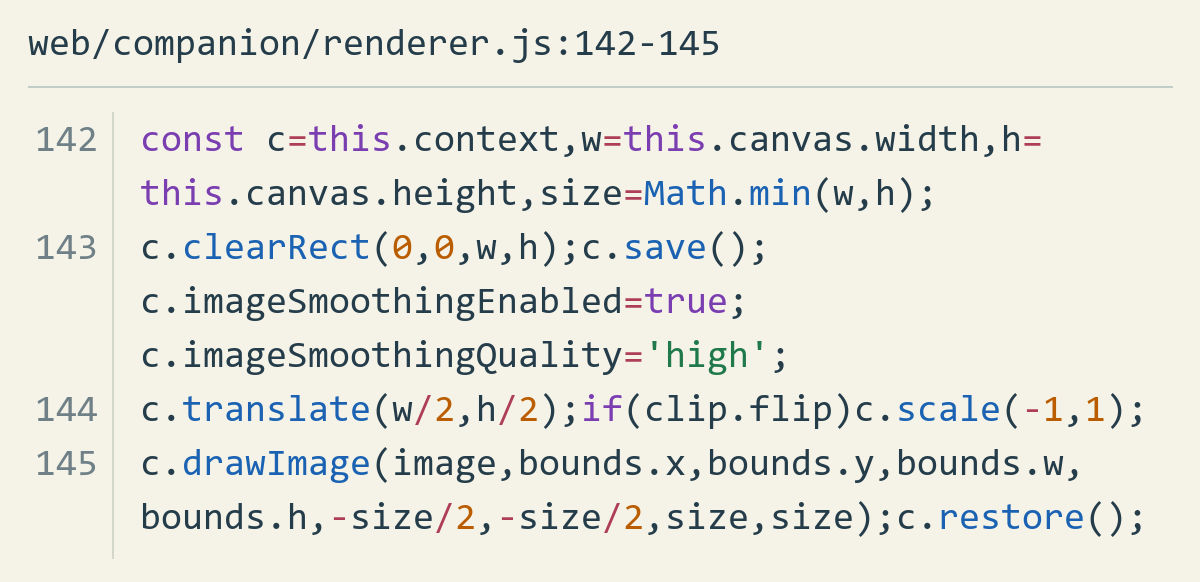 web/companion/renderer.js:142-145
142 const c=this.context,w=this.canvas.width,h=
this.canvas.height,size=Math.min(w,h);
143 c.clearRect(0,0,w,h);c.save();
c.imageSmoothingEnabled=true;
c.imageSmoothingQuality='high';
144 c.translate(w/2,h/2);if(clip.flip)c.scale(-1,1);
145 c.drawImage(image,bounds.x,bounds.y,bounds.w,
bounds.h,-size/2,-size/2,size,size);c.restore();